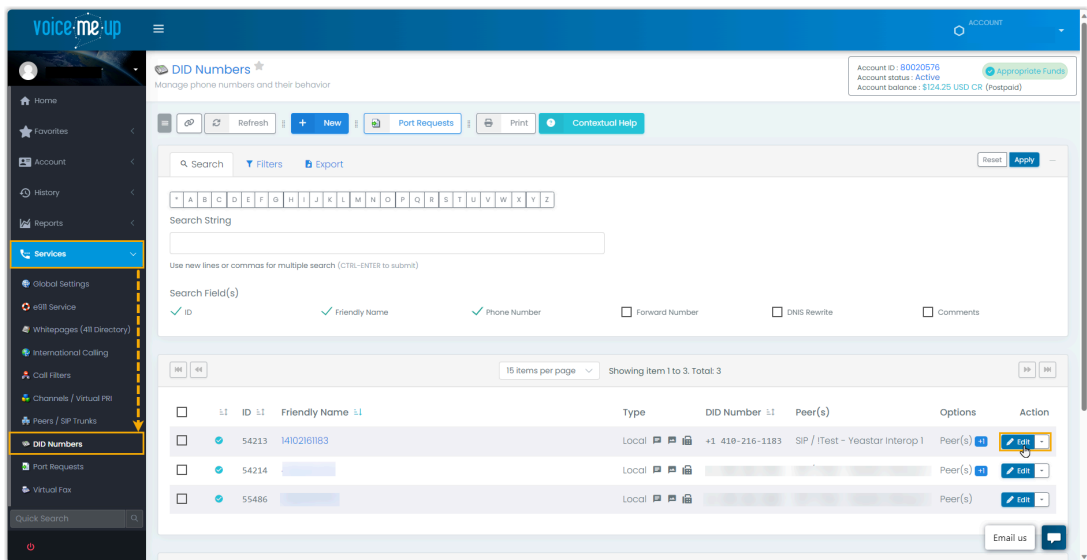 voice me up
ACCOUNT
DID Numbers
Manage phone numbers and their behavior
Account ID : 80020576
Account status : Active
Account balance : $124.25 USD CR (Postpaid)
Appropriate Funds
Home
Favorites
Account
History
Reports
Services
Global Settings
e911 Service
Whitepages (411 Directory)
International Calling
Call Filters
Channels / Virtual PRI
Peers / SIP Trunks
DID Numbers
Port Requests
Virtual Fax
Quick Search
Refresh
+ New
Port Requests
Print
Contextual Help
Search
Filters
Export
Reset
Apply
* A B C D E F G H I J K L M N O P Q R S T U V W X Y Z
Search String
Use new lines or commas for multiple search (CTRL-ENTER to submit)
Search Field(s)
ID
Friendly Name
Phone Number
Forward Number
DNIS Rewrite
Comments
15 items per page
Showing item 1 to 3. Total: 3
ID Friendly Name Type DID Number Peer(s) Options Action
54213 14102161183 Local +1 410-216-1183 SIP / !Test - Yeastar Interop 1 Peer(s) +1 Edit
54214 Local Peer(s) +1 Edit
55486 Local Peer(s) Edit
Email us